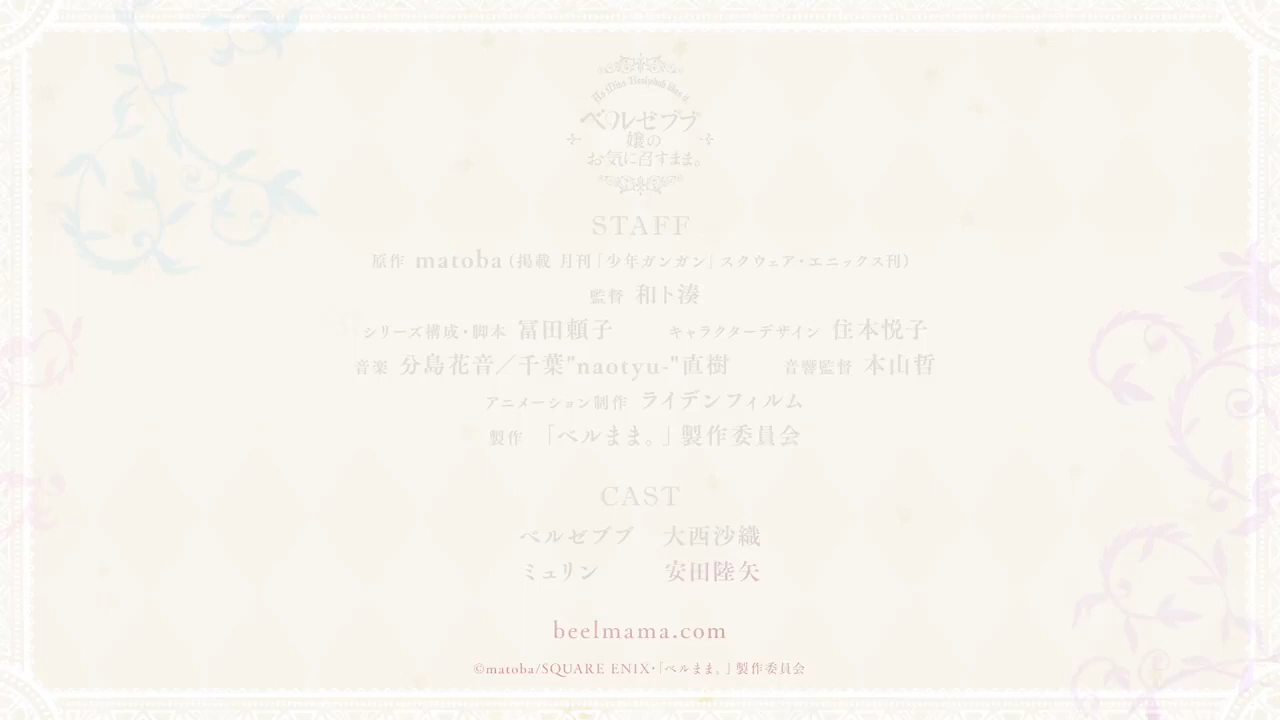 As Miss Beelzebub likes it
ベルゼブブ
嬢の
お気に召すまま。
STAFF
原作 matoba（掲載 月刊「少年ガンガン」スクウェア・エニックス刊）
監督 和ト湊
シリーズ構成・脚本 冨田頼子 キャラクターデザイン 住本悦子
音楽 分島花音／千葉"naotyu-"直樹 音響監督 本山哲
アニメーション制作 ライデンフィルム
製作 「ベルまま。」製作委員会
CAST
ベルゼブブ 大西沙織
ミュリン 安田陸矢
beelmama.com
©matoba/SQUARE ENIX・「ベルまま。」製作委員会